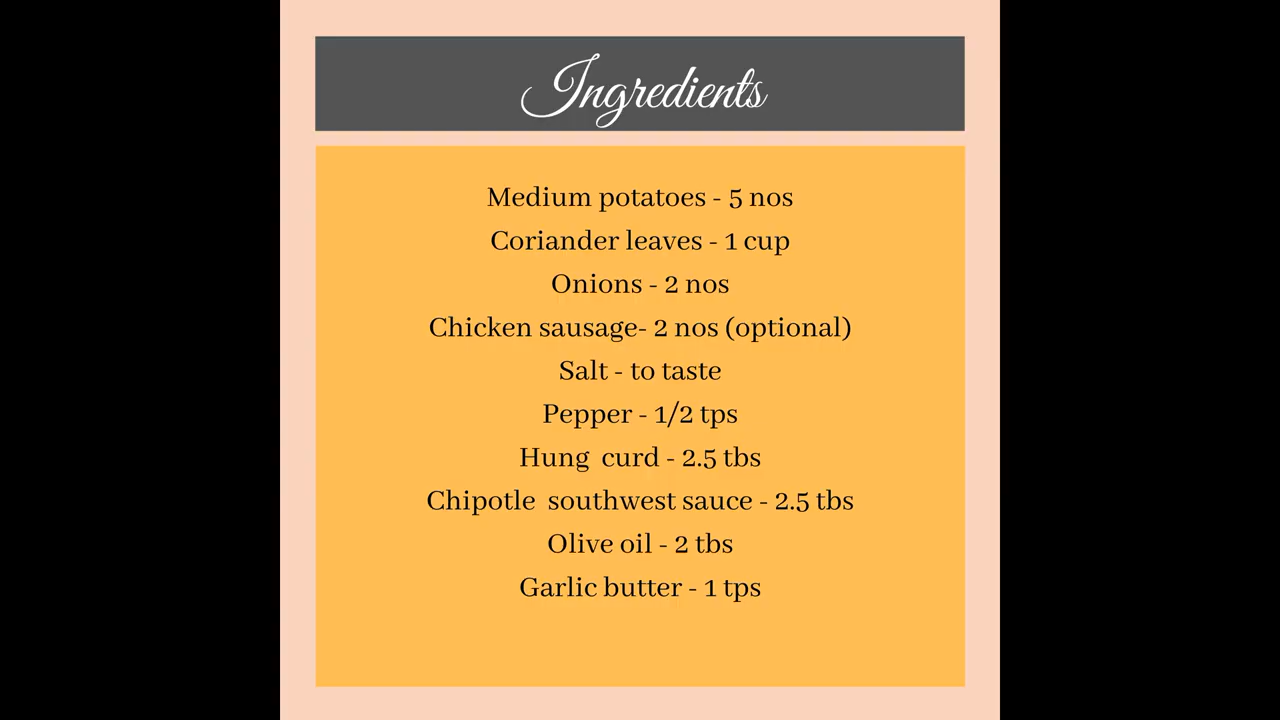 Ingredients
Medium potatoes - 5 nos
Coriander leaves - 1 cup
Onions - 2 nos
Chicken sausage- 2 nos (optional)
Salt - to taste
Pepper - 1/2 tps
Hung  curd - 2.5 tbs
Chipotle  southwest sauce - 2.5 tbs
Olive oil - 2 tbs
Garlic butter - 1 tps